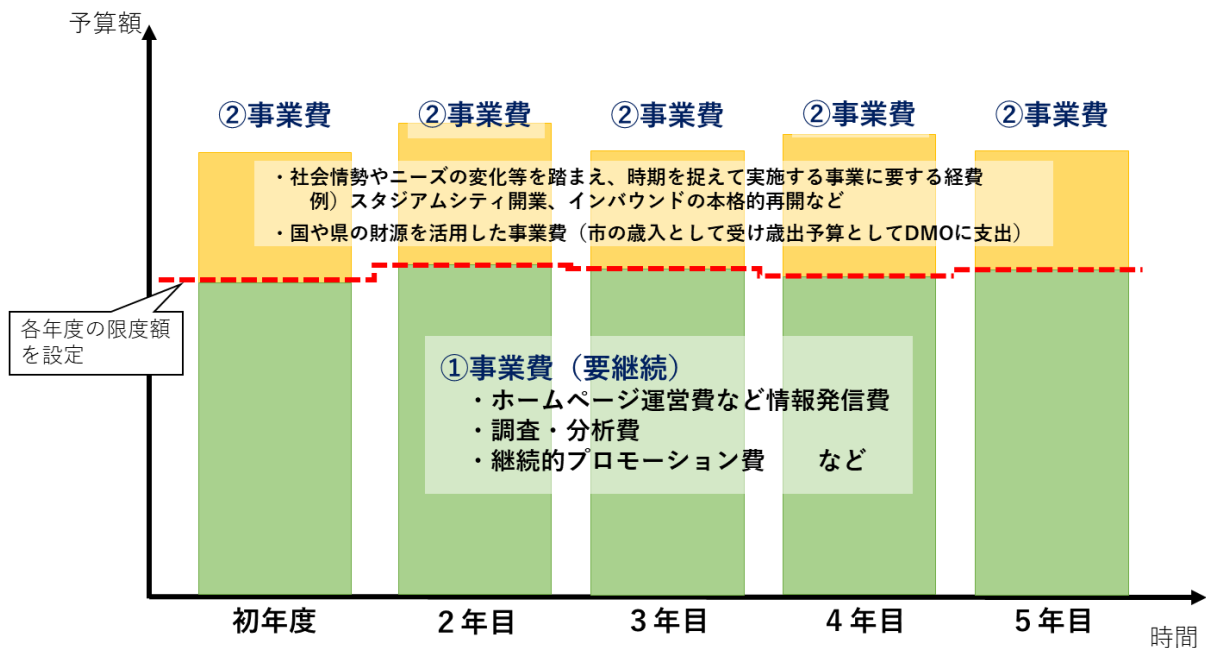 予算額
②事業費
②事業費
②事業費
②事業費
②事業費
・社会情勢やニーズの変化等を踏まえ、時期を捉えて実施する事業に要する経費
例）スタジアムシティ開業、インバウンドの本格的再開など
・国や県の財源を活用した事業費（市の歳入として受け歳出予算としてDMOに支出）
各年度の限度額
を設定
①事業費（要継続）
・ホームページ運営費など情報発信費
・調査・分析費
・継続的プロモーション費　　など
初年度
２年目
３年目
４年目
５年目
時間